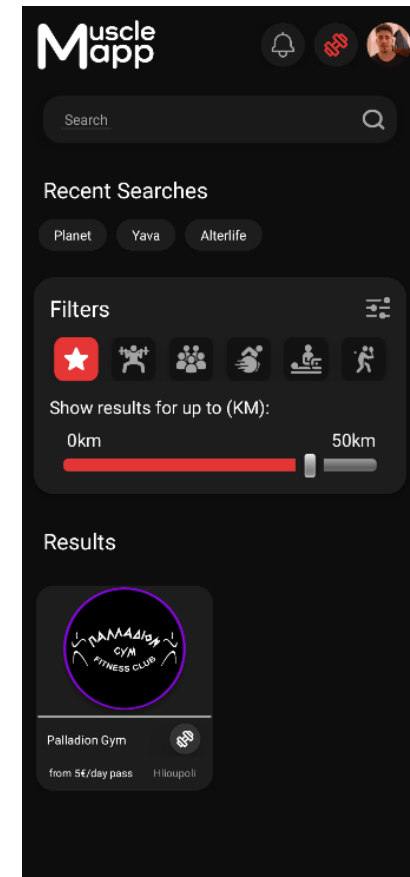 Muscle
Mapp
Search
Recent Searches
Planet Yava Alterlife
Filters
Show results for up to (KM):
0km 50km
Results
ΠΑΛΛΑΔΙΟΝ
GYM
FITNESS CLUB
Palladion Gym
from 5€/day pass Hlioupoli